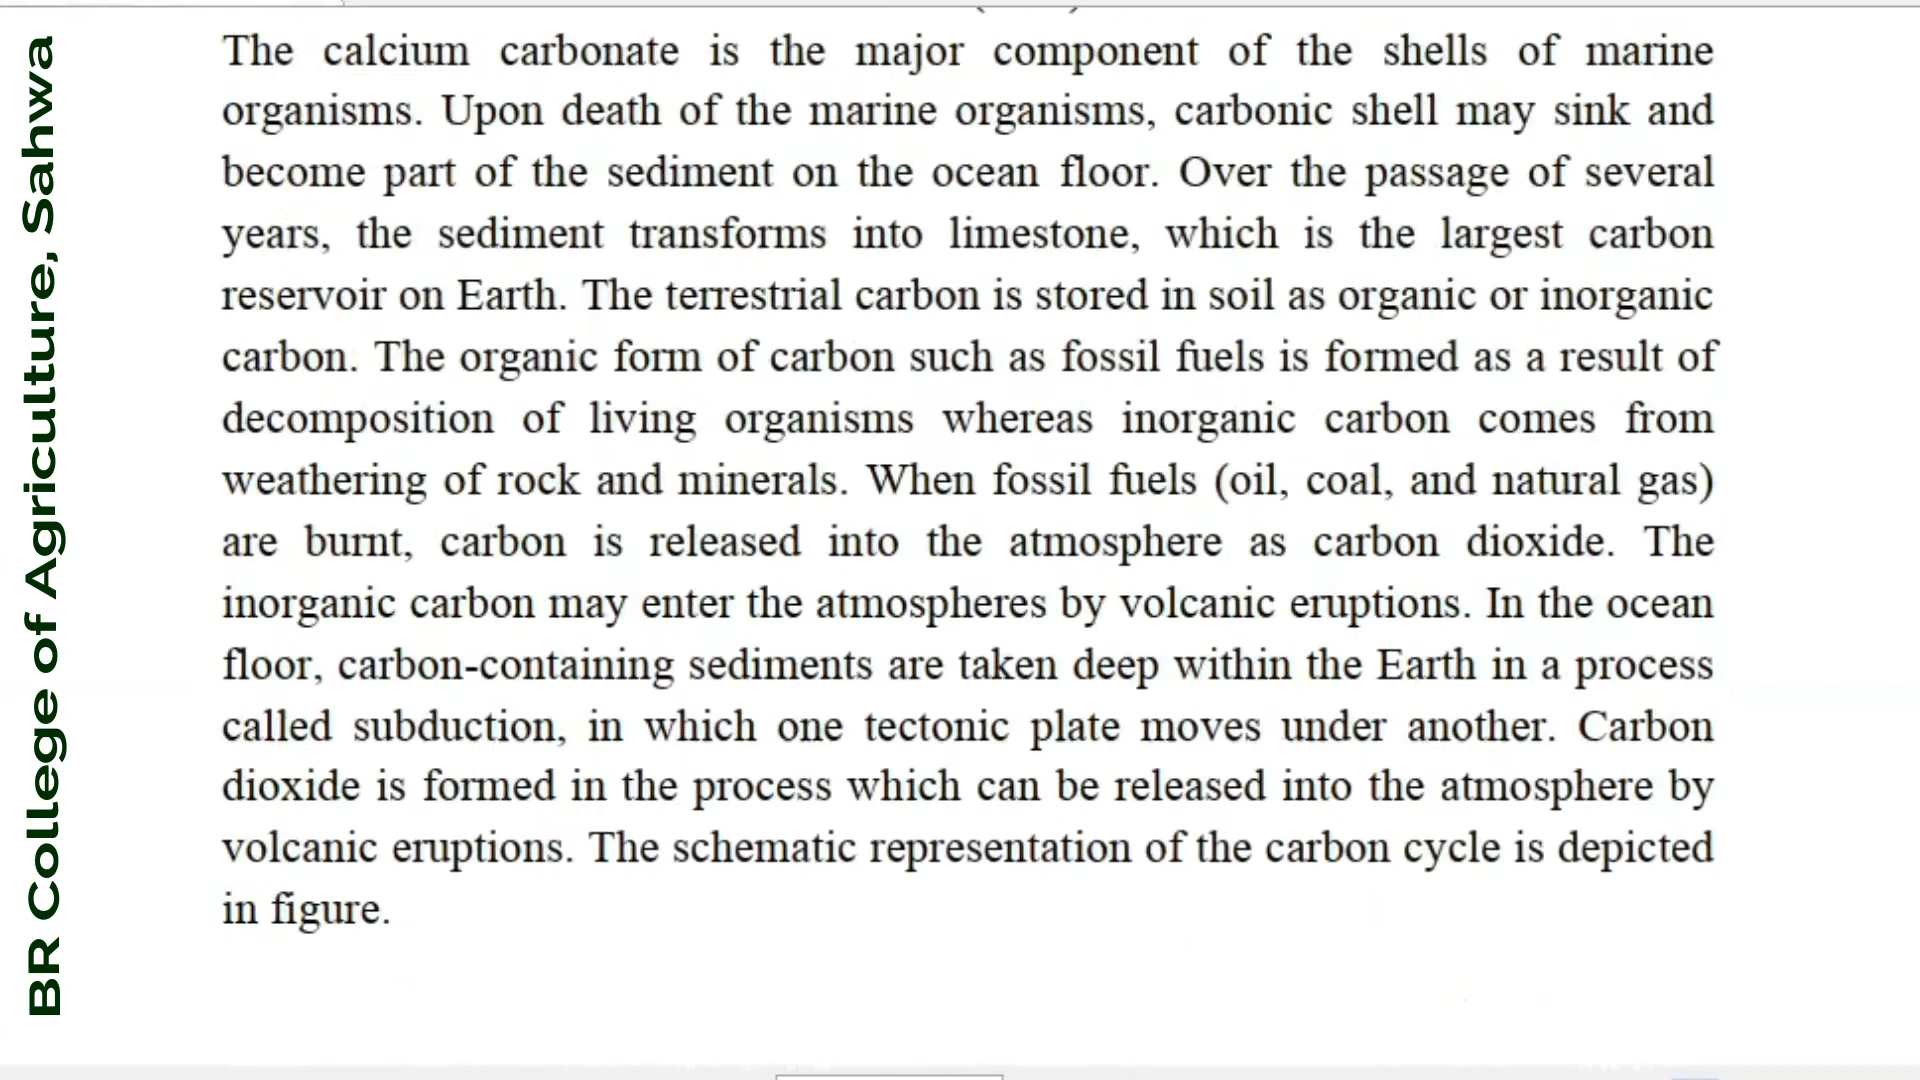 BR College of Agriculture, Sahwa
The calcium carbonate is the major component of the shells of marine
organisms. Upon death of the marine organisms, carbonic shell may sink and
become part of the sediment on the ocean floor. Over the passage of several
years, the sediment transforms into limestone, which is the largest carbon
reservoir on Earth. The terrestrial carbon is stored in soil as organic or inorganic
carbon. The organic form of carbon such as fossil fuels is formed as a result of
decomposition of living organisms whereas inorganic carbon comes from
weathering of rock and minerals. When fossil fuels (oil, coal, and natural gas)
are burnt, carbon is released into the atmosphere as carbon dioxide. The
inorganic carbon may enter the atmospheres by volcanic eruptions. In the ocean
floor, carbon-containing sediments are taken deep within the Earth in a process
called subduction, in which one tectonic plate moves under another. Carbon
dioxide is formed in the process which can be released into the atmosphere by
volcanic eruptions. The schematic representation of the carbon cycle is depicted
in figure.